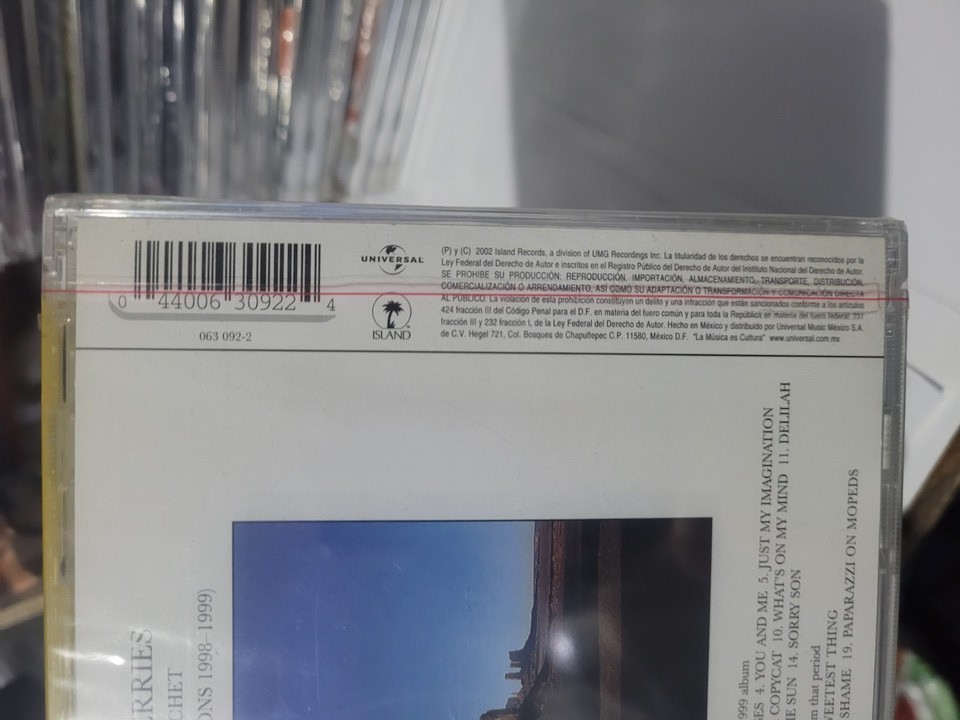 0 44006 30922 4
063 092-2
UNIVERSAL
ISLAND
(P) y (C) 2002 Island Records, a division of UMG Recordings Inc. La titularidad de los derechos se encuentran reconocidos por la
Ley Federal del Derecho de Autor e inscritos en el Registro Público del Derecho de Autor del Instituto Nacional del Derecho de Autor.
SE PROHIBE SU PRODUCCIÓN; REPRODUCCIÓN, IMPORTACIÓN, ALMACENAMIENTO, TRANSPORTE, DISTRIBUCIÓN,
COMERCIALIZACIÓN O ARRENDAMIENTO, ASÍ COMO SU ADAPTACIÓN O TRANSFORMACIÓN Y COMUNICACIÓN DIRECTA
AL PÚBLICO. La violación de esta prohibición constituyen un delito y una infracción que están sancionados conforme a los artículos
424 fracción III del Código Penal para el D.F. en materia del fuero común y para toda la República en materia del fuero federal: 231
fracción III y 232 fracción I, de la Ley Federal del Derecho de Autor. Hecho en México y distribuido por Universal Music México S.A.
de C.V. Hegel 721, Col. Bosques de Chapultepec C.P. 11580, México D.F. "La Música es Cultura" www.universal.com.mx
ERRIES
CHET
ONS 1998–1999)
999 album
ES 4. YOU AND ME 5. JUST MY IMAGINATION
COPYCAT 10. WHAT'S ON MY MIND 11. DELILAH
E SUN 14. SORRY SON
m that period
WEETEST THING
SHAME 19. PAPARAZZI ON MOPEDS